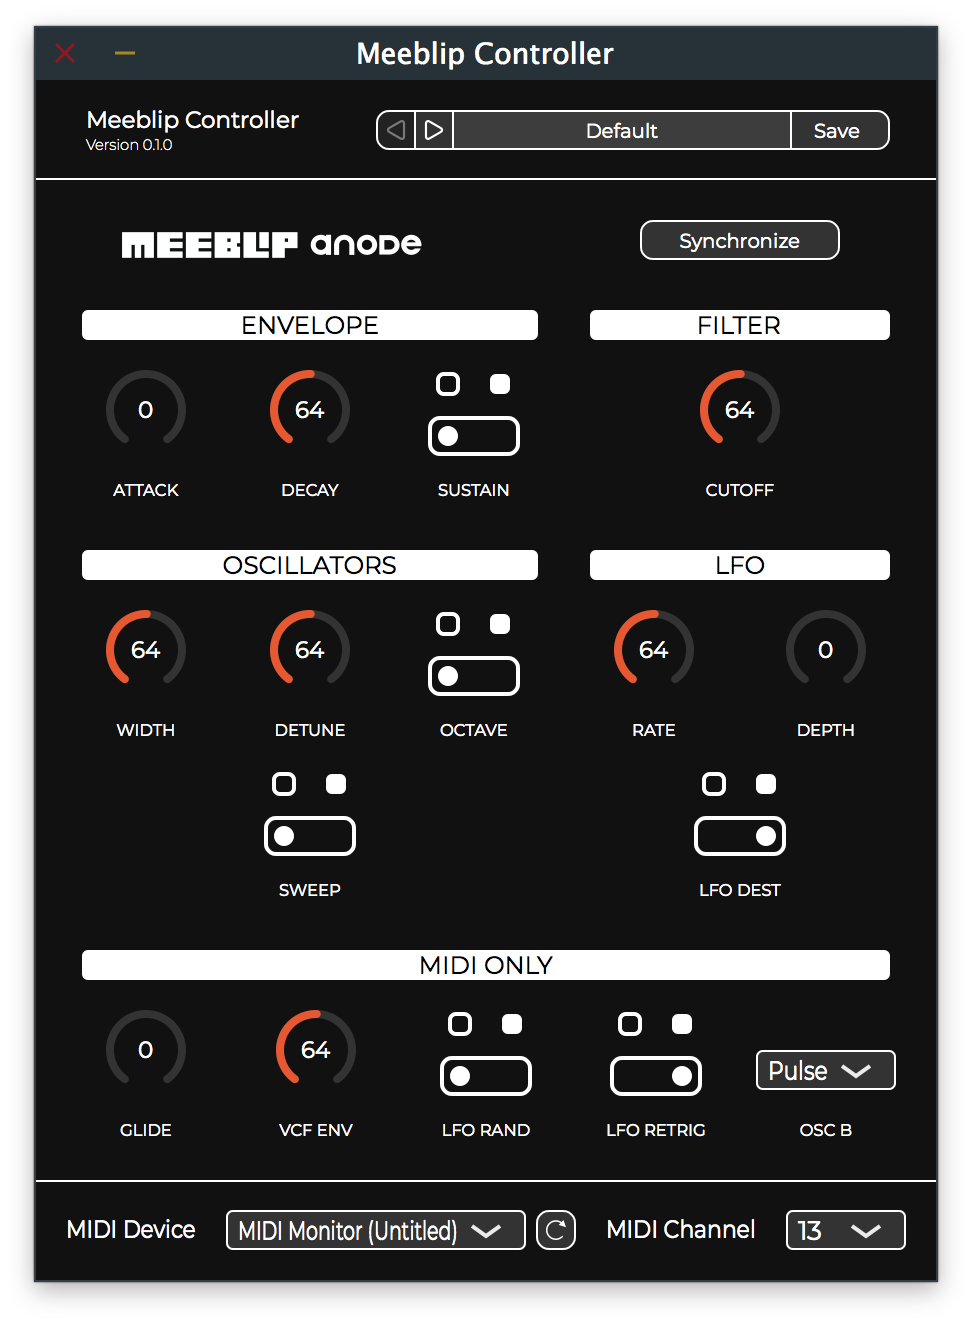 Meeblip Controller
Meeblip Controller
Version 0.1.0
Default
Save
MEEBLIP anode
Synchronize
ENVELOPE
FILTER
0
64
64
ATTACK
DECAY
SUSTAIN
CUTOFF
OSCILLATORS
LFO
64
64
64
0
WIDTH
DETUNE
OCTAVE
RATE
DEPTH
SWEEP
LFO DEST
MIDI ONLY
0
64
Pulse
GLIDE
VCF ENV
LFO RAND
LFO RETRIG
OSC B
MIDI Device
MIDI Monitor (Untitled)
MIDI Channel
13